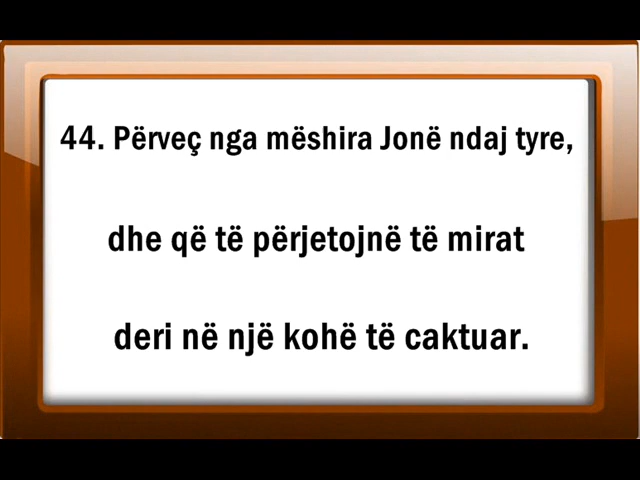 44. Përveç nga mëshira Jonë ndaj tyre,
dhe që të përjetojnë të mirat
deri në një kohë të caktuar.